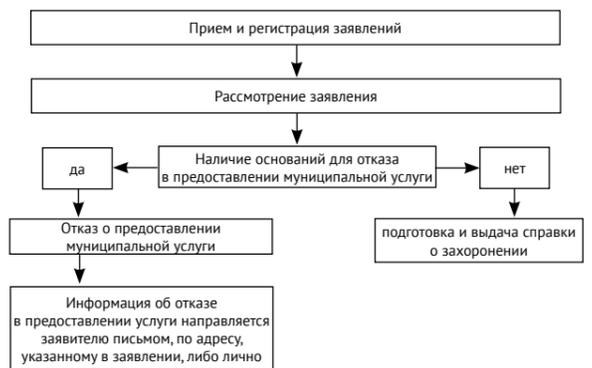 Прием и регистрация заявлений
Рассмотрение заявления
Наличие оснований для отказа
в предоставлении муниципальной услуги
да
нет
Отказ о предоставлении
муниципальной услуги
подготовка и выдача справки
о захоронении
Информация об отказе
в предоставлении услуги направляется
заявителю письмом, по адресу,
указанному в заявлении, либо лично